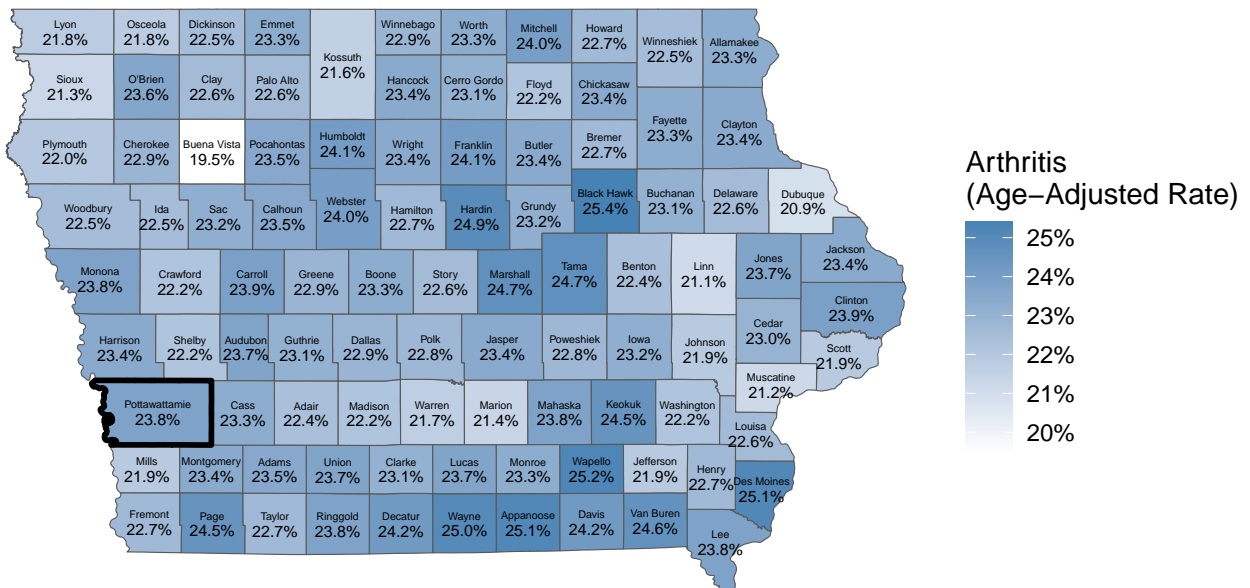 Lyon
21.8%
Osceola
21.8%
Dickinson
22.5%
Emmet
23.3%
Kossuth
21.6%
Winnebago
22.9%
Worth
23.3%
Mitchell
24.0%
Howard
22.7%
Winneshiek
22.5%
Allamakee
23.3%
Sioux
21.3%
O'Brien
23.6%
Clay
22.6%
Palo Alto
22.6%
Hancock
23.4%
Cerro Gordo
23.1%
Floyd
22.2%
Chickasaw
23.4%
Fayette
23.3%
Clayton
23.4%
Plymouth
22.0%
Cherokee
22.9%
Buena Vista
19.5%
Pocahontas
23.5%
Humboldt
24.1%
Wright
23.4%
Franklin
24.1%
Butler
23.4%
Bremer
22.7%
Woodbury
22.5%
Ida
22.5%
Sac
23.2%
Calhoun
23.5%
Webster
24.0%
Hamilton
22.7%
Hardin
24.9%
Grundy
23.2%
Black Hawk
25.4%
Buchanan
23.1%
Delaware
22.6%
Dubuque
20.9%
Monona
23.8%
Crawford
22.2%
Carroll
23.9%
Greene
22.9%
Boone
23.3%
Story
22.6%
Marshall
24.7%
Tama
24.7%
Benton
22.4%
Linn
21.1%
Jones
23.7%
Jackson
23.4%
Clinton
23.9%
Harrison
23.4%
Shelby
22.2%
Audubon
23.7%
Guthrie
23.1%
Dallas
22.9%
Polk
22.8%
Jasper
23.4%
Poweshiek
22.8%
Iowa
23.2%
Johnson
21.9%
Cedar
23.0%
Scott
21.9%
Muscatine
21.2%
Pottawattamie
23.8%
Cass
23.3%
Adair
22.4%
Madison
22.2%
Warren
21.7%
Marion
21.4%
Mahaska
23.8%
Keokuk
24.5%
Washington
22.2%
Louisa
22.6%
Mills
21.9%
Montgomery
23.4%
Adams
23.5%
Union
23.7%
Clarke
23.1%
Lucas
23.7%
Monroe
23.3%
Wapello
25.2%
Jefferson
21.9%
Henry
22.7%
Des Moines
25.1%
Fremont
22.7%
Page
24.5%
Taylor
22.7%
Ringgold
23.8%
Decatur
24.2%
Wayne
25.0%
Appanoose
25.1%
Davis
24.2%
Van Buren
24.6%
Lee
23.8%
Arthritis
(Age−Adjusted Rate)
25%
24%
23%
22%
21%
20%